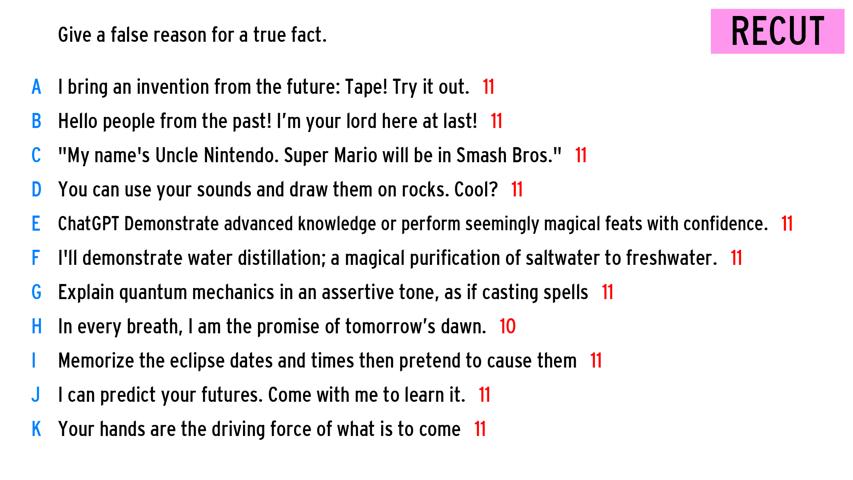 Give a false reason for a true fact.
RECUT
A I bring an invention from the future: Tape! Try it out. 11
B Hello people from the past! I’m your lord here at last! 11
C "My name's Uncle Nintendo. Super Mario will be in Smash Bros." 11
D You can use your sounds and draw them on rocks. Cool? 11
E ChatGPT Demonstrate advanced knowledge or perform seemingly magical feats with confidence. 11
F I'll demonstrate water distillation; a magical purification of saltwater to freshwater. 11
G Explain quantum mechanics in an assertive tone, as if casting spells 11
H In every breath, I am the promise of tomorrow’s dawn. 10
I Memorize the eclipse dates and times then pretend to cause them 11
J I can predict your futures. Come with me to learn it. 11
K Your hands are the driving force of what is to come 11